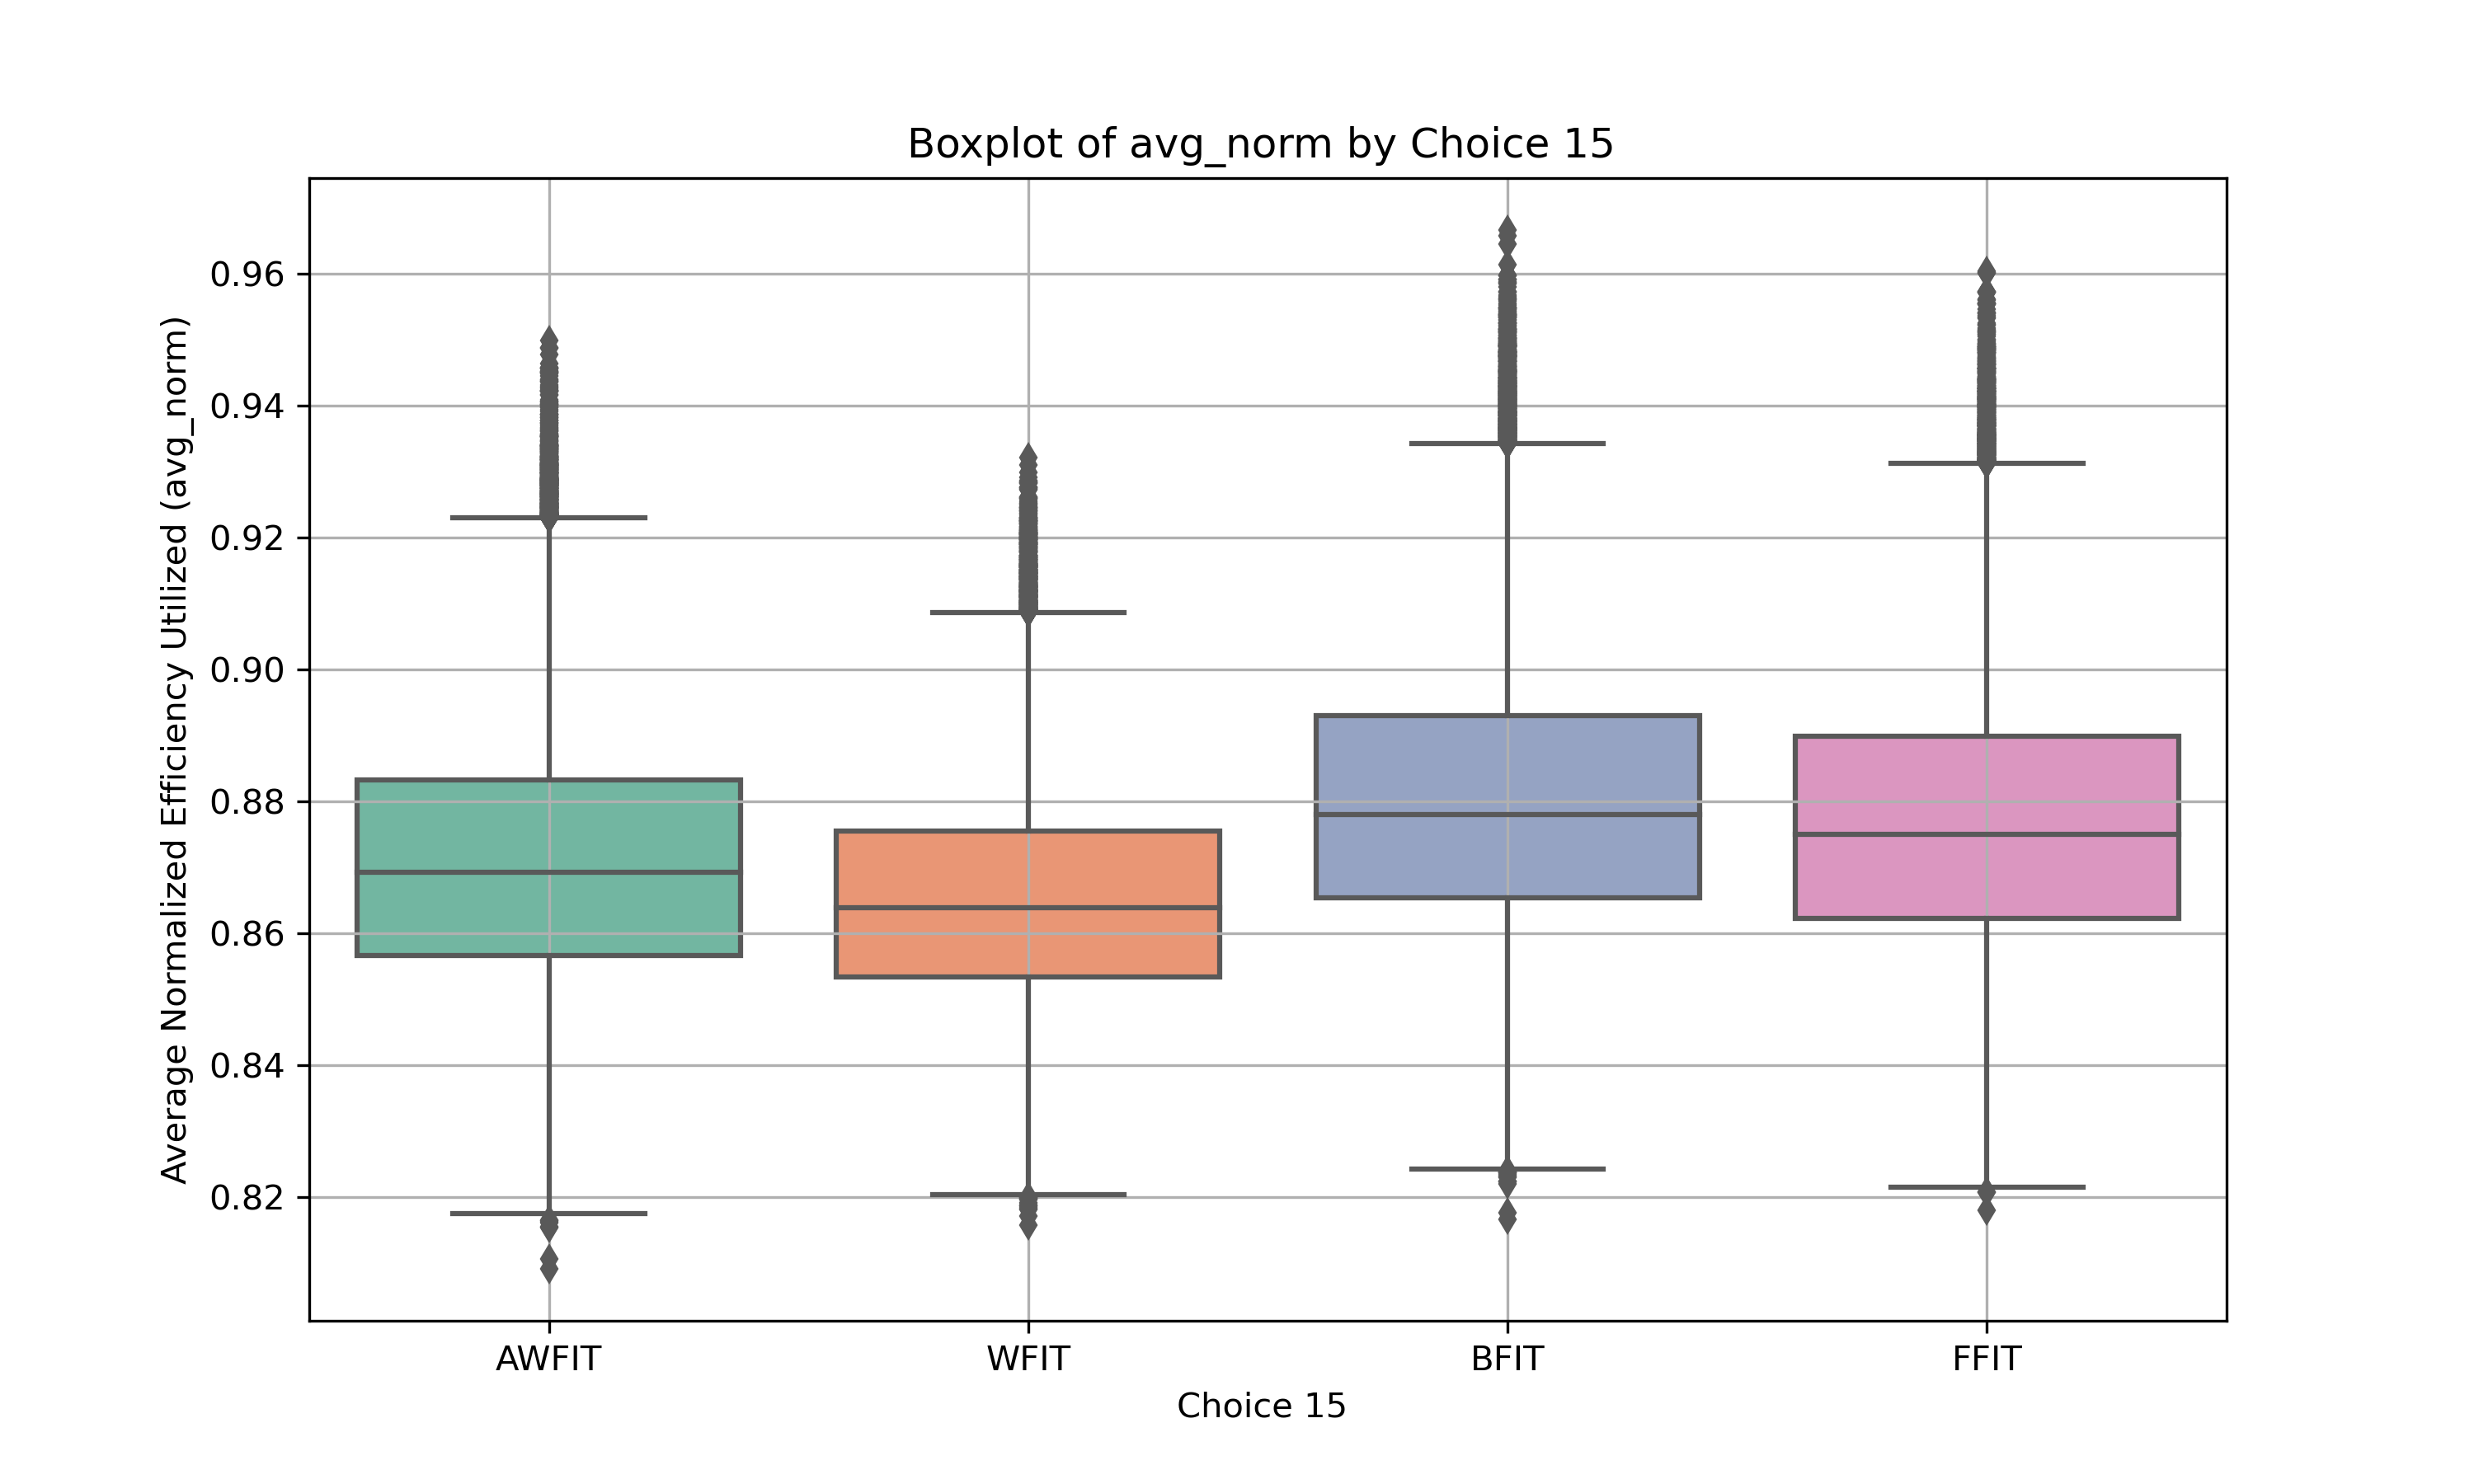 Boxplot of avg_norm by Choice 15
Average Normalized Efficiency Utilized (avg_norm)
0.96
0.94
0.92
0.90
0.88
0.86
0.84
0.82
AWFIT WFIT BFIT FFIT
Choice 15